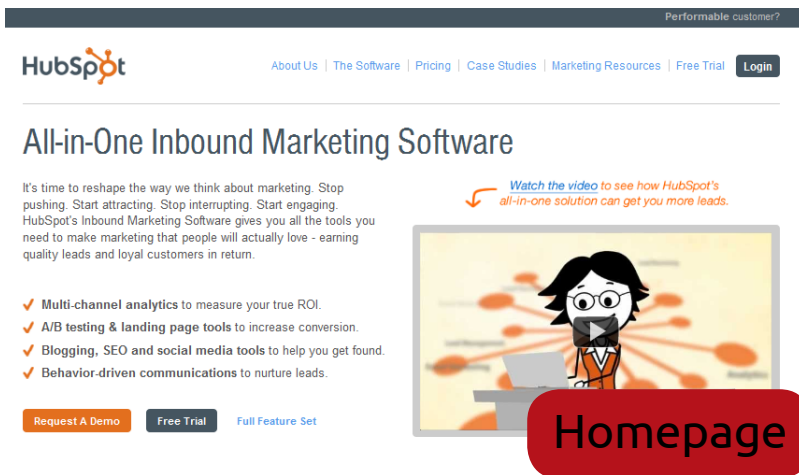 Performable customer?
HubSpot
About Us | The Software | Pricing | Case Studies | Marketing Resources | Free Trial
Login
All-in-One Inbound Marketing Software
It's time to reshape the way we think about marketing. Stop
pushing. Start attracting. Stop interrupting. Start engaging.
HubSpot's Inbound Marketing Software gives you all the tools you
need to make marketing that people will actually love - earning
quality leads and loyal customers in return.
Multi-channel analytics to measure your true ROI.
A/B testing & landing page tools to increase conversion.
Blogging, SEO and social media tools to help you get found.
Behavior-driven communications to nurture leads.
Request A Demo
Free Trial
Full Feature Set
Watch the video to see how HubSpot's
all-in-one solution can get you more leads.
Analytics
Homepage